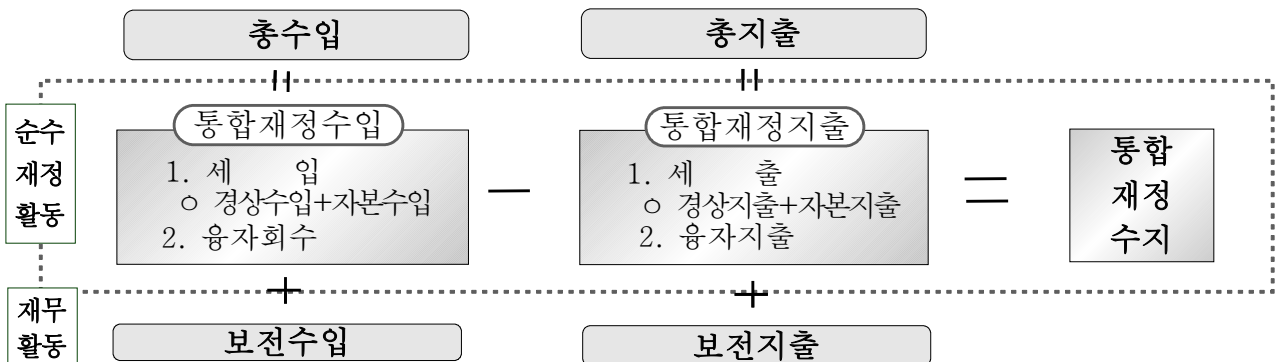 총수입
총지출
=
=
순수
재정
활동
통합재정수입
1. 세 입
ㅇ 경상수입+자본수입
2. 융자회수
－
통합재정지출
1. 세 출
ㅇ 경상지출+자본지출
2. 융자지출
=
통합
재정
수지
+
+
재무
활동
보전수입
보전지출